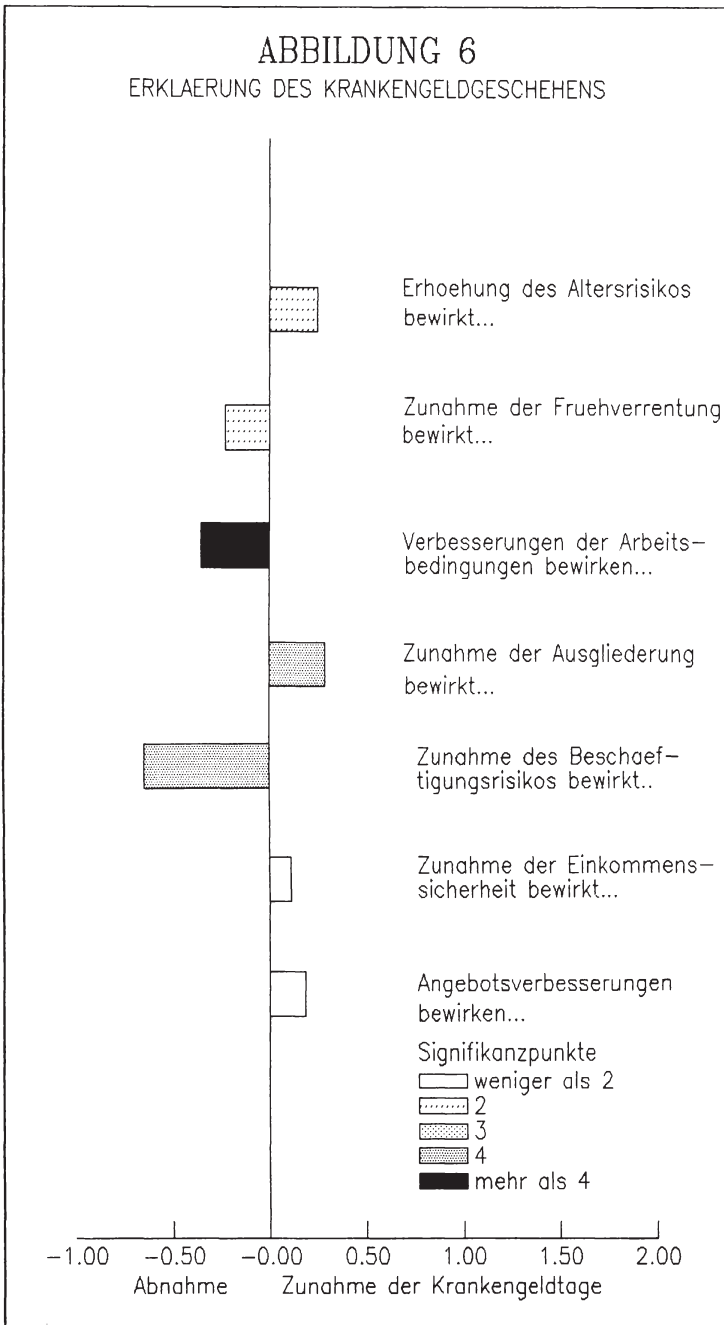 ABBILDUNG 6
ERKLAERUNG DES KRANKENGELDGESCHEHENS
Erhoehung des Altersrisikos
bewirkt...
Zunahme der Fruehverrentung
bewirkt...
Verbesserungen der Arbeits-
bedingungen bewirken...
Zunahme der Ausgliederung
bewirkt...
Zunahme des Beschaef-
tigungsrisikos bewirkt..
Zunahme der Einkommens-
sicherheit bewirkt...
Angebotsverbesserungen
bewirken...
Signifikanzpunkte
weniger als 2
2
3
4
mehr als 4
-1.00 -0.50 -0.00 0.50 1.00 1.50 2.00
Abnahme Zunahme der Krankengeldtage